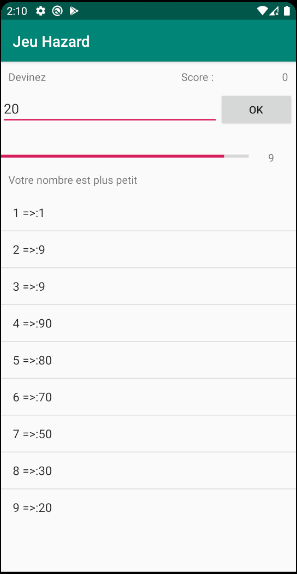 2:10
Jeu Hazard
Devinez Score : 0
20 OK
9
Votre nombre est plus petit
1 =>:1
2 =>:9
3 =>:9
4 =>:90
5 =>:80
6 =>:70
7 =>:50
8 =>:30
9 =>:20